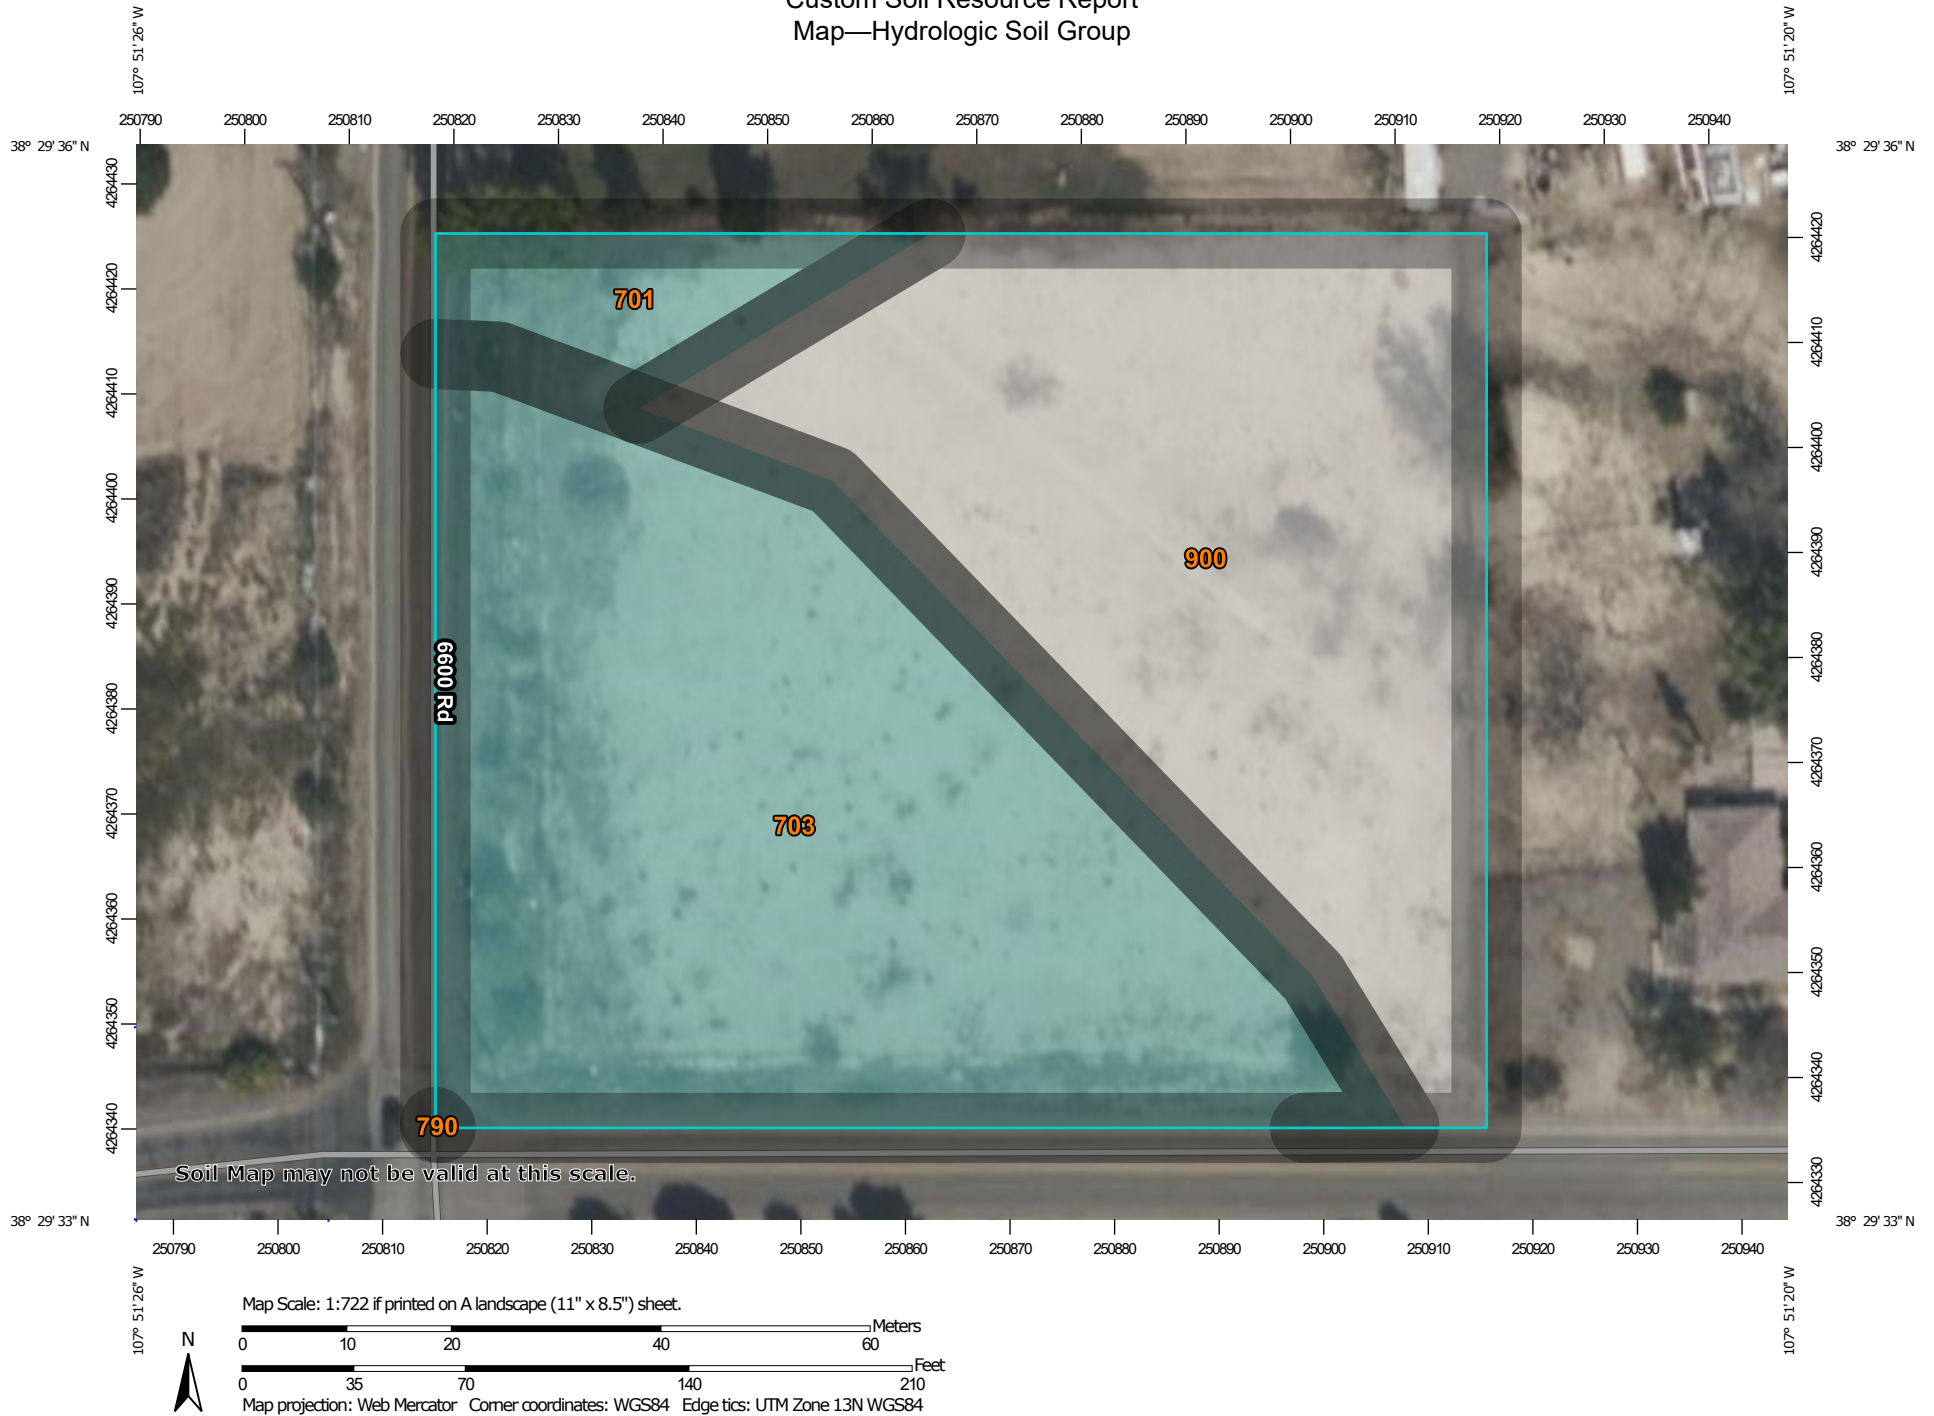 Custom Soil Resource Report
Map—Hydrologic Soil Group
107° 51' 26" W
107° 51' 20" W
250790 250800 250810 250820 250830 250840 250850 250860 250870 250880 250890 250900 250910 250920 250930 250940
38° 29' 36" N
38° 29' 36" N
4264430
4264420
4264410
4264400
4264390
4264380
4264370
4264360
4264350
4264340
4264420
4264410
4264400
4264390
4264380
4264370
4264360
4264350
4264340
4264330
701
900
6600 Rd
703
790
Soil Map may not be valid at this scale.
38° 29' 33" N
38° 29' 33" N
250790 250800 250810 250820 250830 250840 250850 250860 250870 250880 250890 250900 250910 250920 250930 250940
107° 51' 26" W
107° 51' 20" W
Map Scale: 1:722 if printed on A landscape (11" x 8.5") sheet.
Meters
0 10 20 40 60
Feet
0 35 70 140 210
N
Map projection: Web Mercator Corner coordinates: WGS84 Edge tics: UTM Zone 13N WGS84